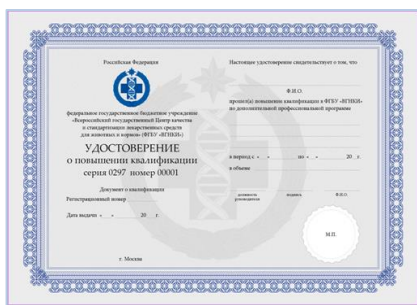 Российская Федерация
федеральное государственное бюджетное учреждение
«Всероссийский государственный Центр качества
и стандартизации лекарственных средств
для животных и кормов» (ФГБУ «ВГНКИ»)
УДОСТОВЕРЕНИЕ
о повышении квалификации
серия 0297 номер 00001
Документ о квалификации
Регистрационный номер
Дата выдачи « » 20 г.
г. Москва
Настоящее удостоверение свидетельствует о том, что
Ф.И.О.
прошел(а) повышение квалификации в ФГБУ «ВГНКИ»
по дополнительной профессиональной программе
в период с « » по « » 20 г.
в объеме
должность руководителя
подпись
Ф.И.О.
М.П.